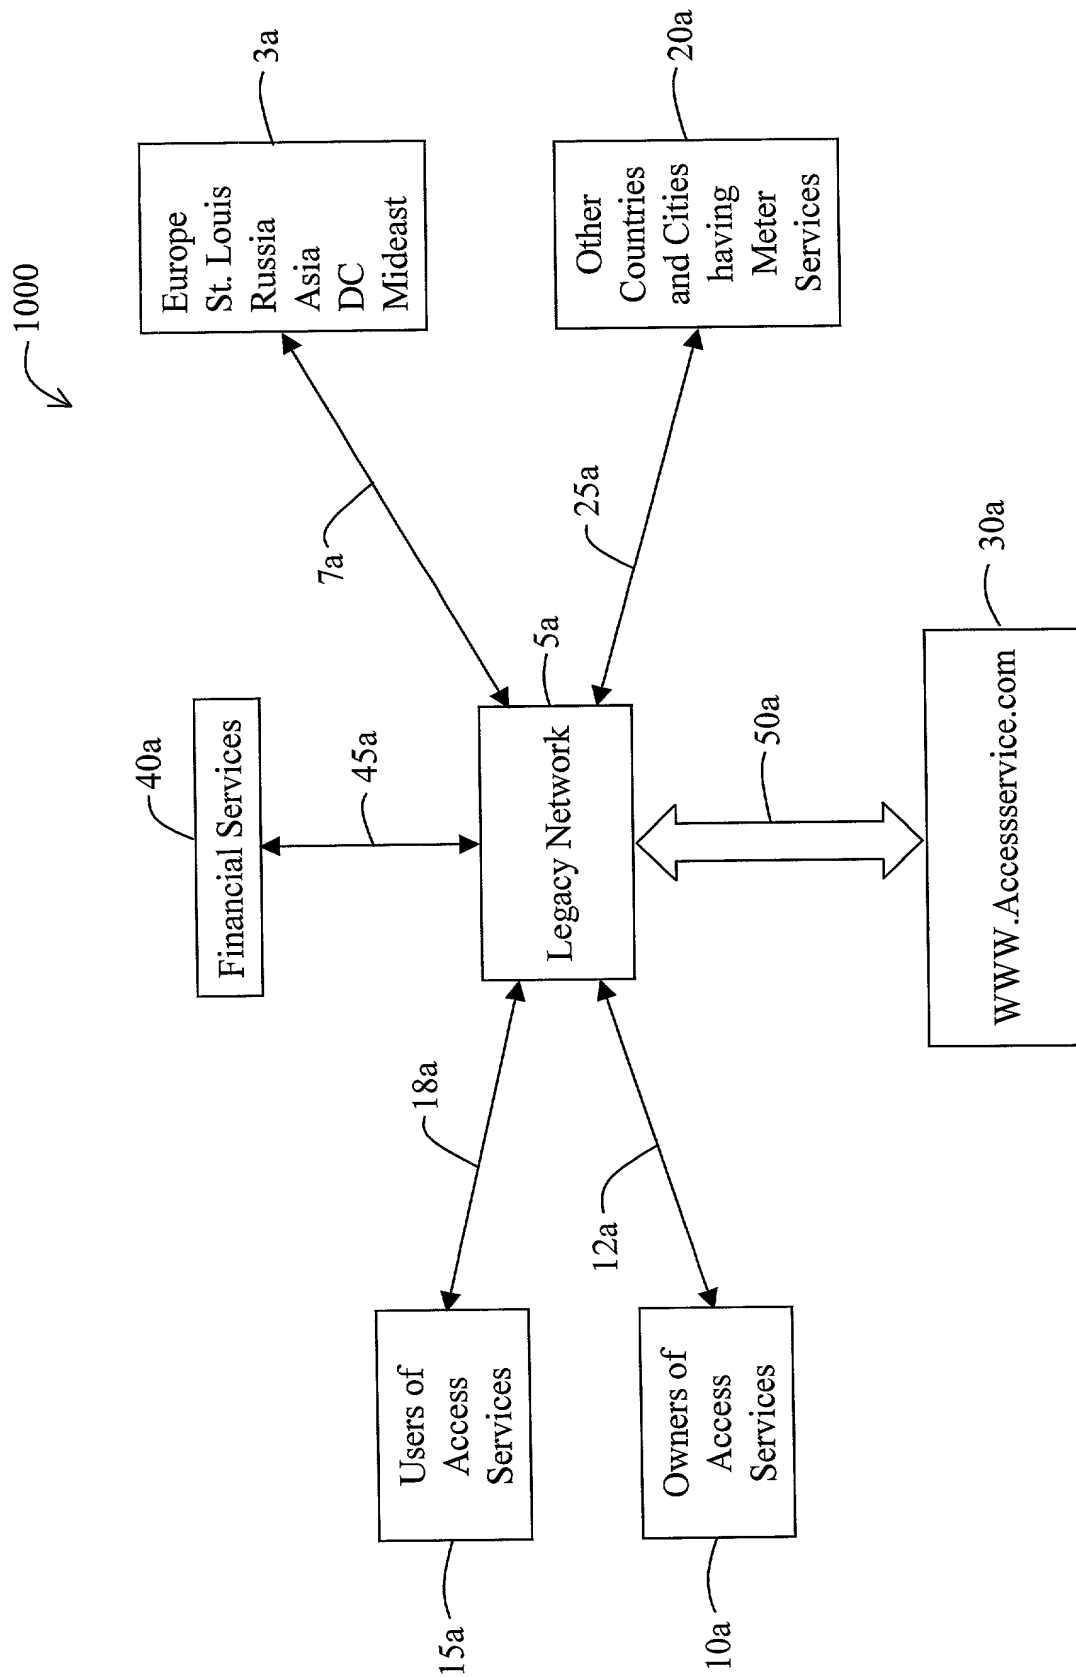 1000
40a
Financial Services
45a
Europe
St. Louis
Russia
Asia
DC
Mideast
3a
7a
Users of
Access
Services
15a
18a
Legacy Network
5a
Other
Countries
and Cities
having
Meter
Services
20a
25a
Owners of
Access
Services
10a
12a
50a
WWW.Accessservice.com
30a